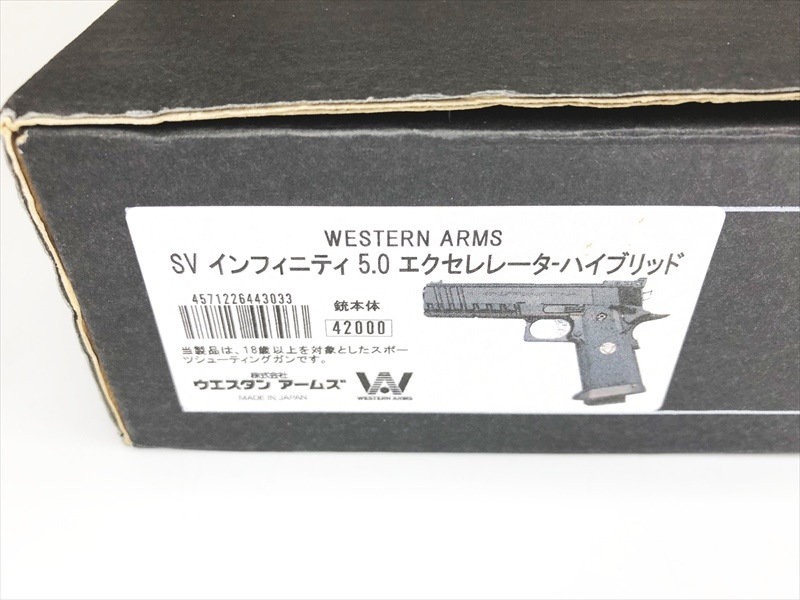 WESTERN ARMS
SV インフィニティ 5.0 エクセレレーターハイブリッド
4571226443033
銃本体
42000
当製品は、18歳以上を対象としたスポー
ツシューティングガンです。
株式会社
ウエスタン アームズ
MADE IN JAPAN
WA
WESTERN ARMS